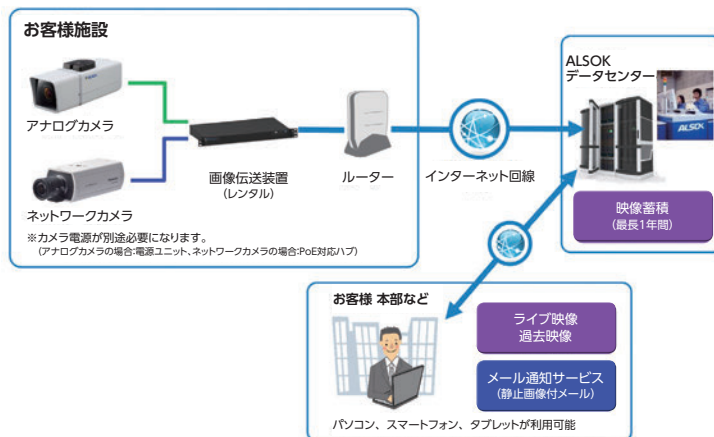 お客様施設
アナログカメラ
ネットワークカメラ
画像伝送装置
(レンタル)
ルーター
※カメラ電源が別途必要になります。
(アナログカメラの場合:電源ユニット、ネットワークカメラの場合:PoE対応ハブ)
インターネット回線
ALSOK
データセンター
ALSOK
映像蓄積
(最長1年間)
お客様 本部など
ライブ映像
過去映像
メール通知サービス
(静止画像付メール)
パソコン、スマートフォン、タブレットが利用可能